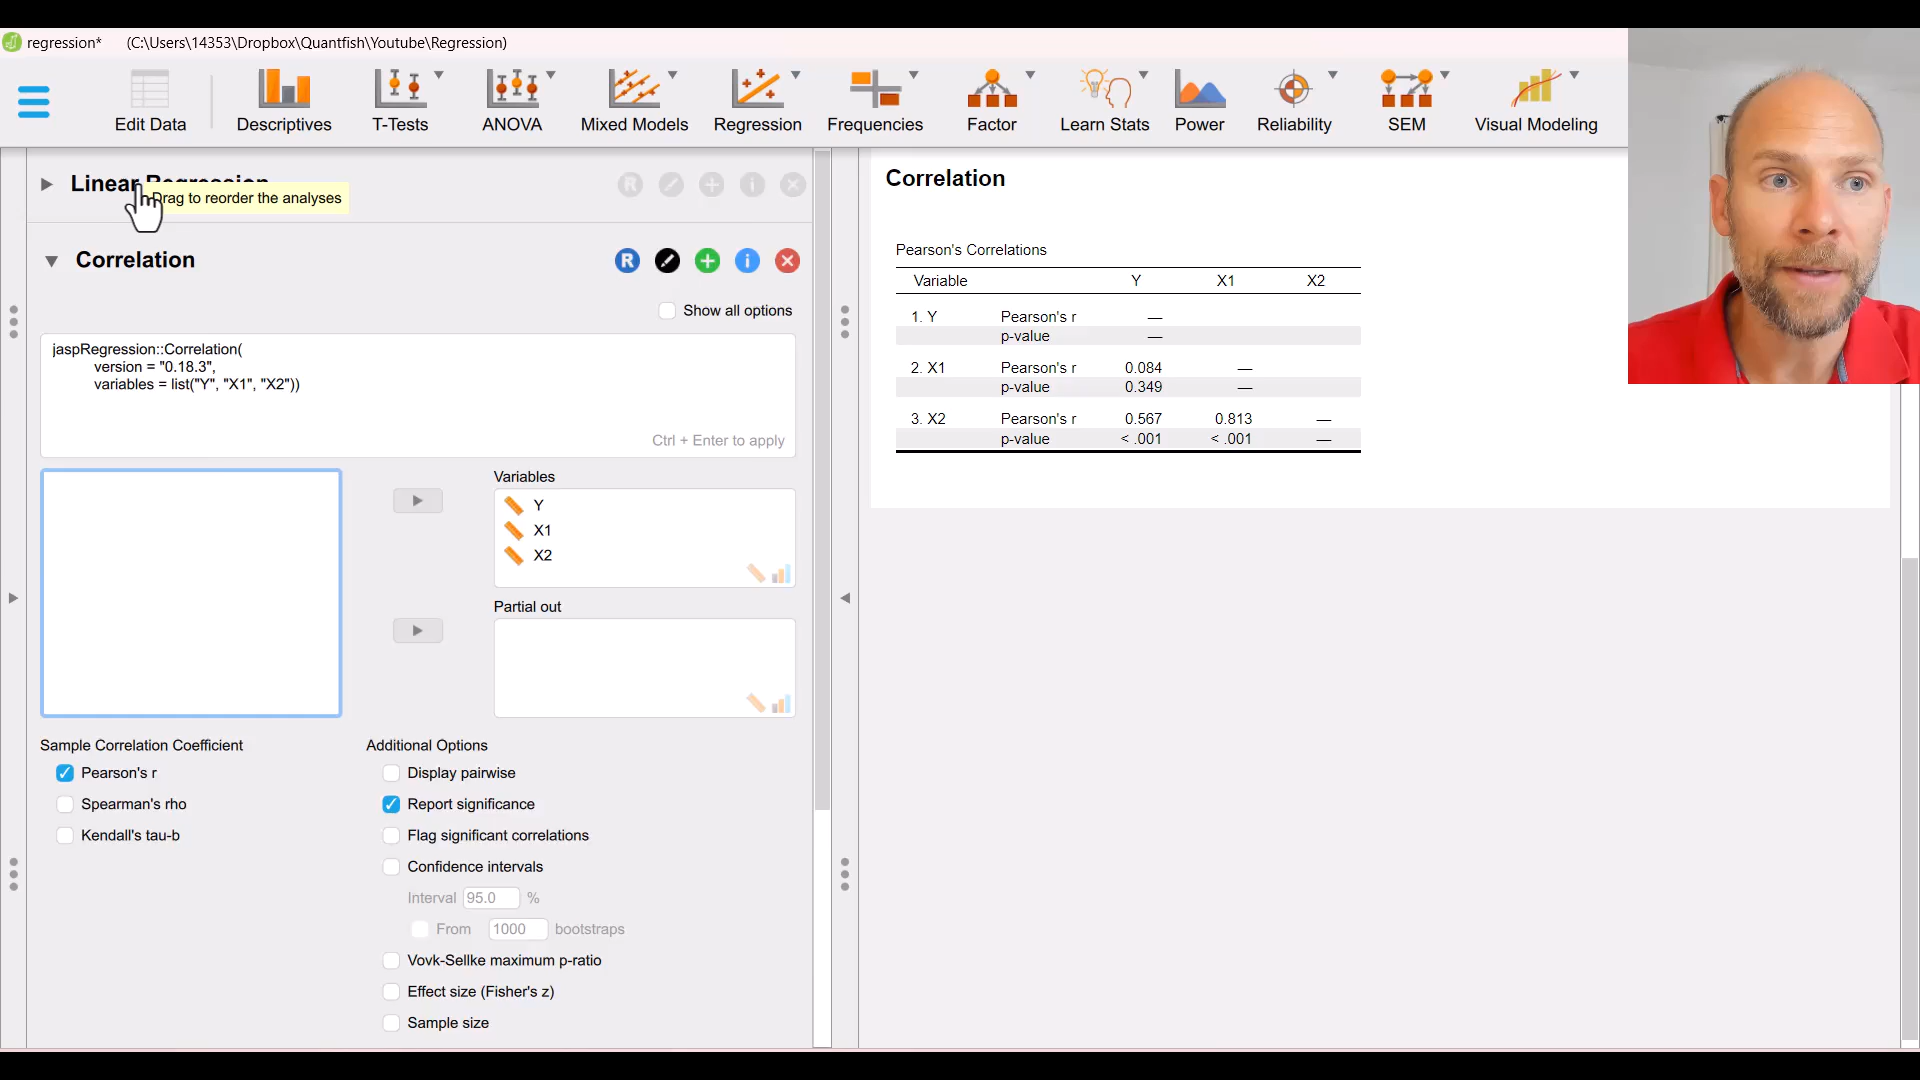 regression* (C:\Users\14353\Dropbox\Quantfish\Youtube\Regression)
Edit Data
Descriptives
T-Tests
ANOVA
Mixed Models
Regression
Frequencies
Factor
Learn Stats
Power
Reliability
SEM
Visual Modeling
Linear Regression
Drag to reorder the analyses
R
i
Correlation
R
i
Show all options
jaspRegression::Correlation(
version = "0.18.3",
variables = list("Y", "X1", "X2"))
Ctrl + Enter to apply
Variables
Y
X1
X2
Partial out
Sample Correlation Coefficient
Pearson's r
Spearman's rho
Kendall's tau-b
Additional Options
Display pairwise
Report significance
Flag significant correlations
Confidence intervals
Interval 95.0 %
From 1000 bootstraps
Vovk-Sellke maximum p-ratio
Effect size (Fisher's z)
Sample size
Correlation
Pearson's Correlations
Variable Y X1 X2
1. Y Pearson's r —
p-value —
2. X1 Pearson's r 0.084 —
p-value 0.349 —
3. X2 Pearson's r 0.567 0.813 —
p-value < .001 < .001 —